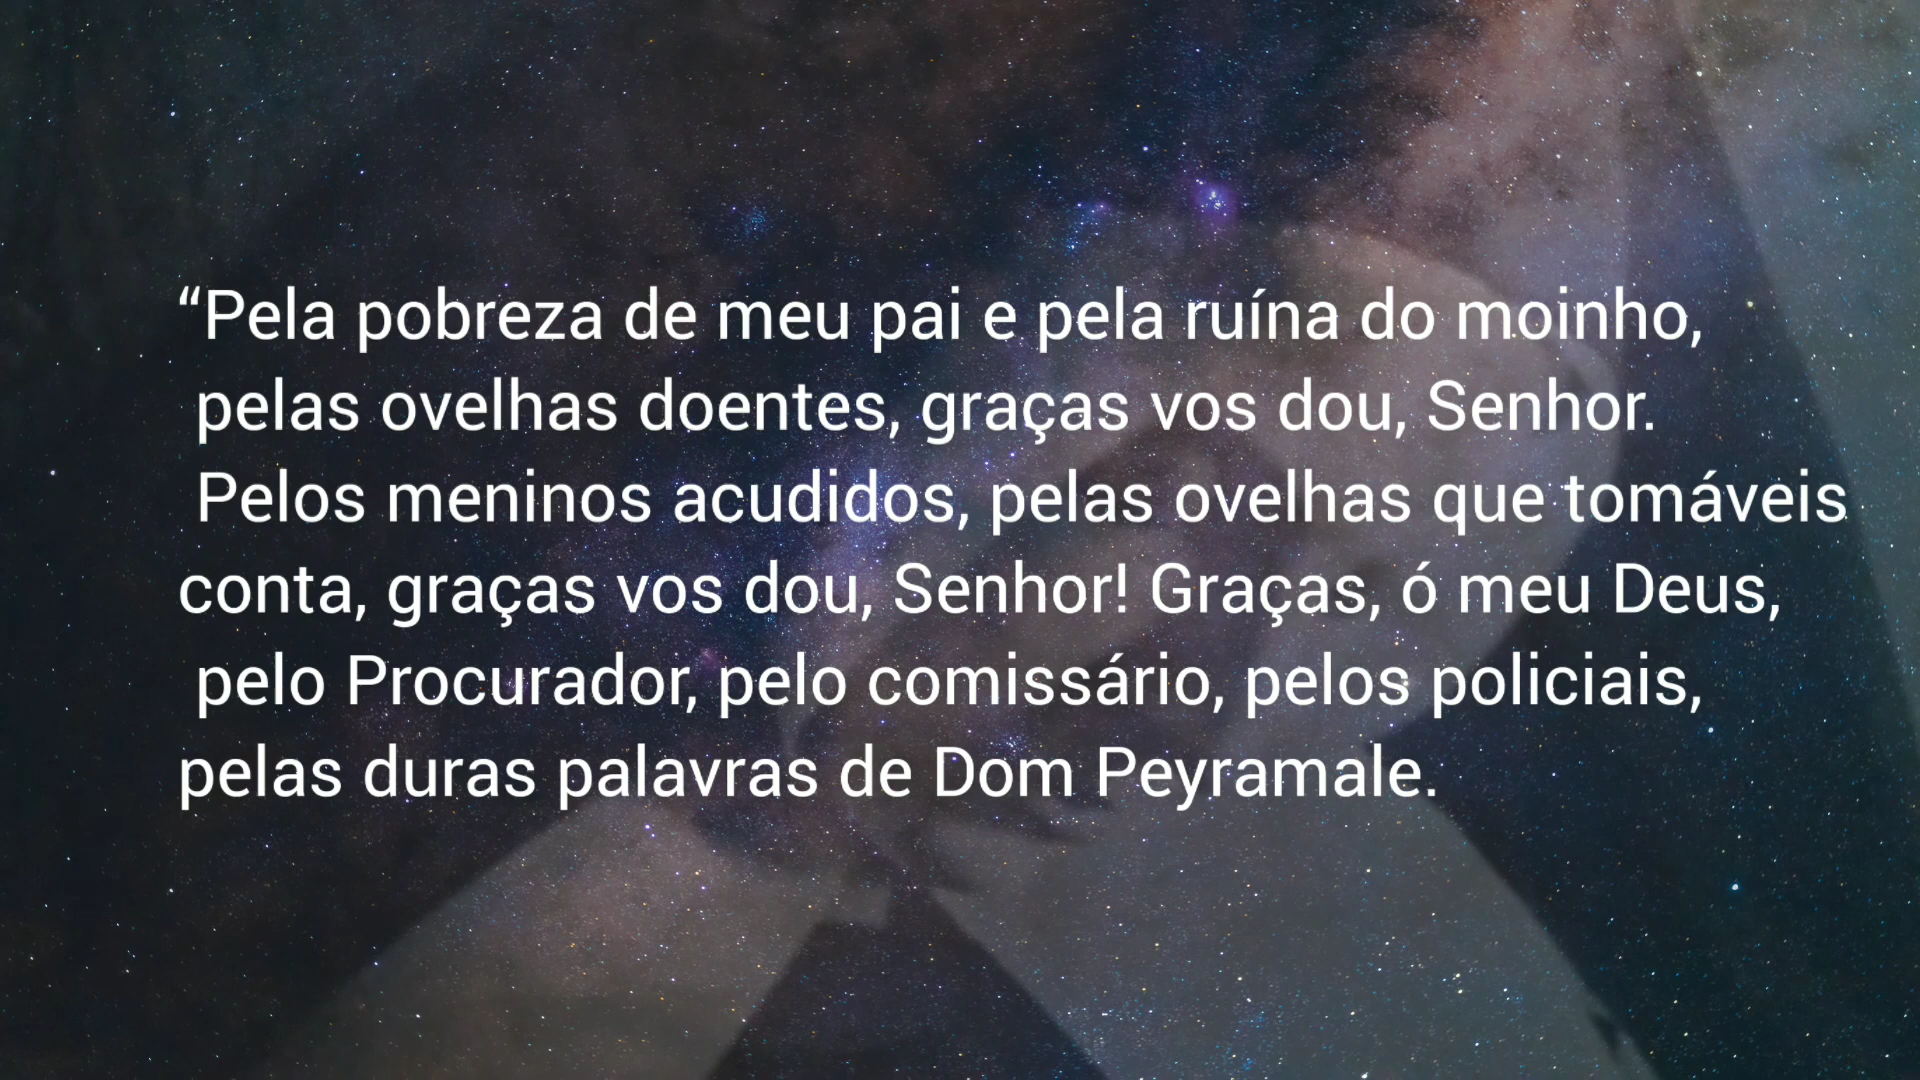 “Pela pobreza de meu pai e pela ruína do moinho,
pelas ovelhas doentes, graças vos dou, Senhor.
Pelos meninos acudidos, pelas ovelhas que tomáveis
conta, graças vos dou, Senhor! Graças, ó meu Deus,
pelo Procurador, pelo comissário, pelos policiais,
pelas duras palavras de Dom Peyramale.